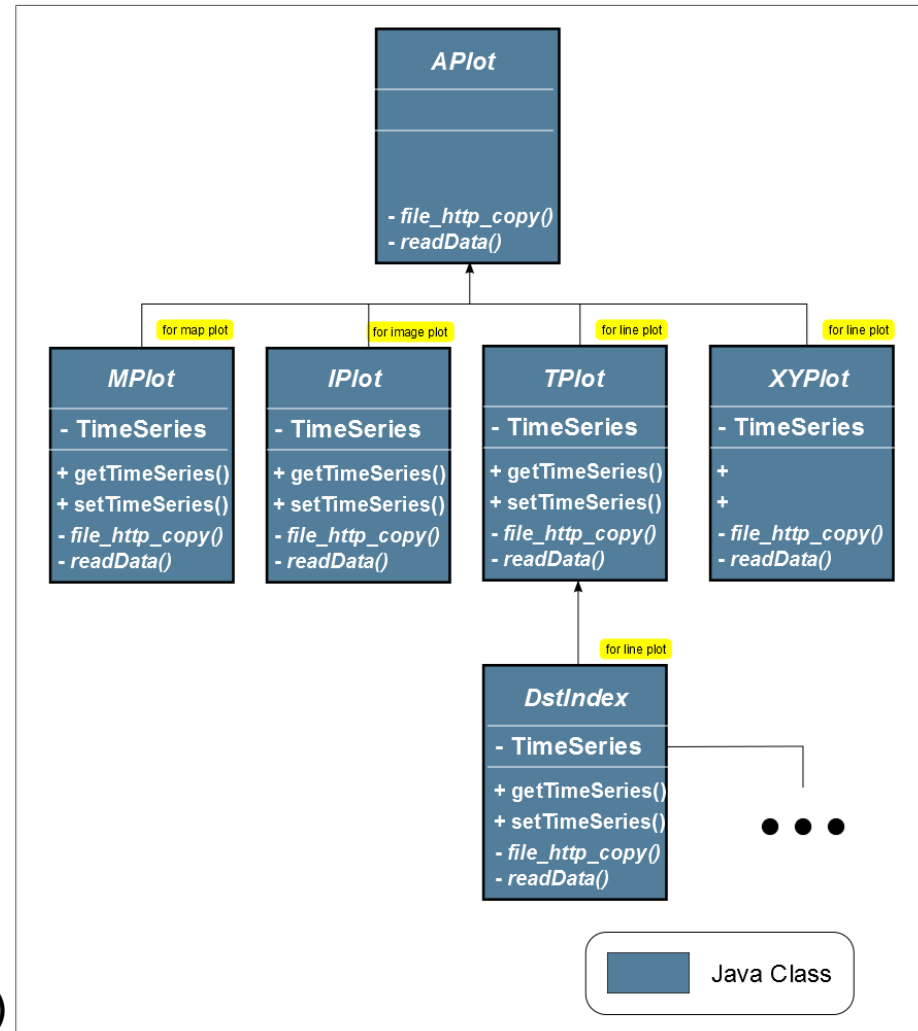 APlot
- file_http_copy()
- readData()
for map plot
for image plot
for line plot
for line plot
MPlot
- TimeSeries
+ getTimeSeries()
+ setTimeSeries()
- file_http_copy()
- readData()
IPlot
- TimeSeries
+ getTimeSeries()
+ setTimeSeries()
- file_http_copy()
- readData()
TPlot
- TimeSeries
+ getTimeSeries()
+ setTimeSeries()
- file_http_copy()
- readData()
XYPlot
- TimeSeries
+
+
- file_http_copy()
- readData()
for line plot
DstIndex
- TimeSeries
+ getTimeSeries()
+ setTimeSeries()
- file_http_copy()
- readData()
● ● ●
Java Class
)